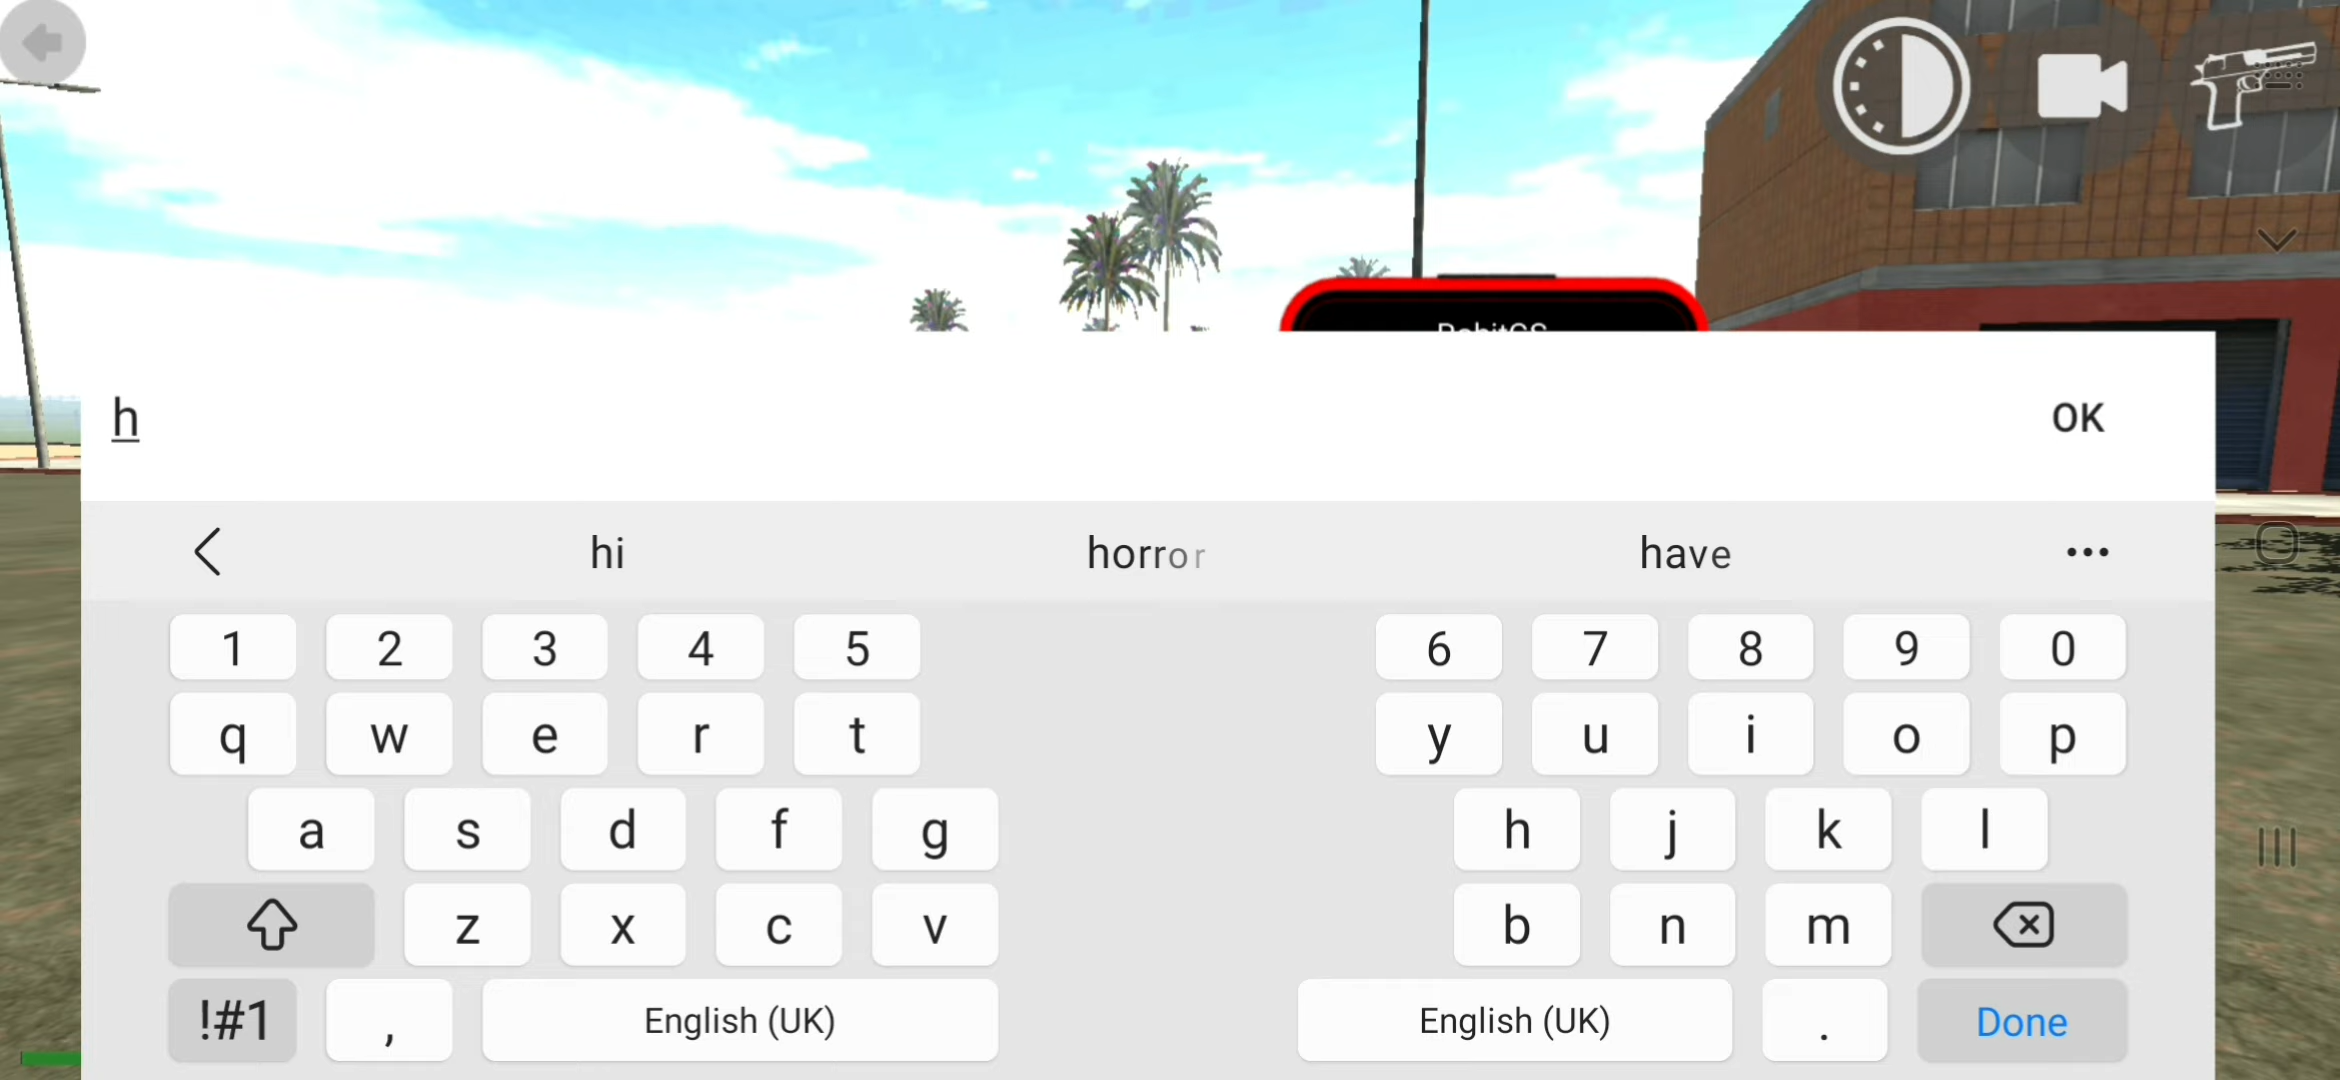 h
OK
hi horror have •••
1 2 3 4 5 6 7 8 9 0
q w e r t y u i o p
a s d f g h j k l
z x c v b n m
!#1 , English (UK) English (UK) . Done